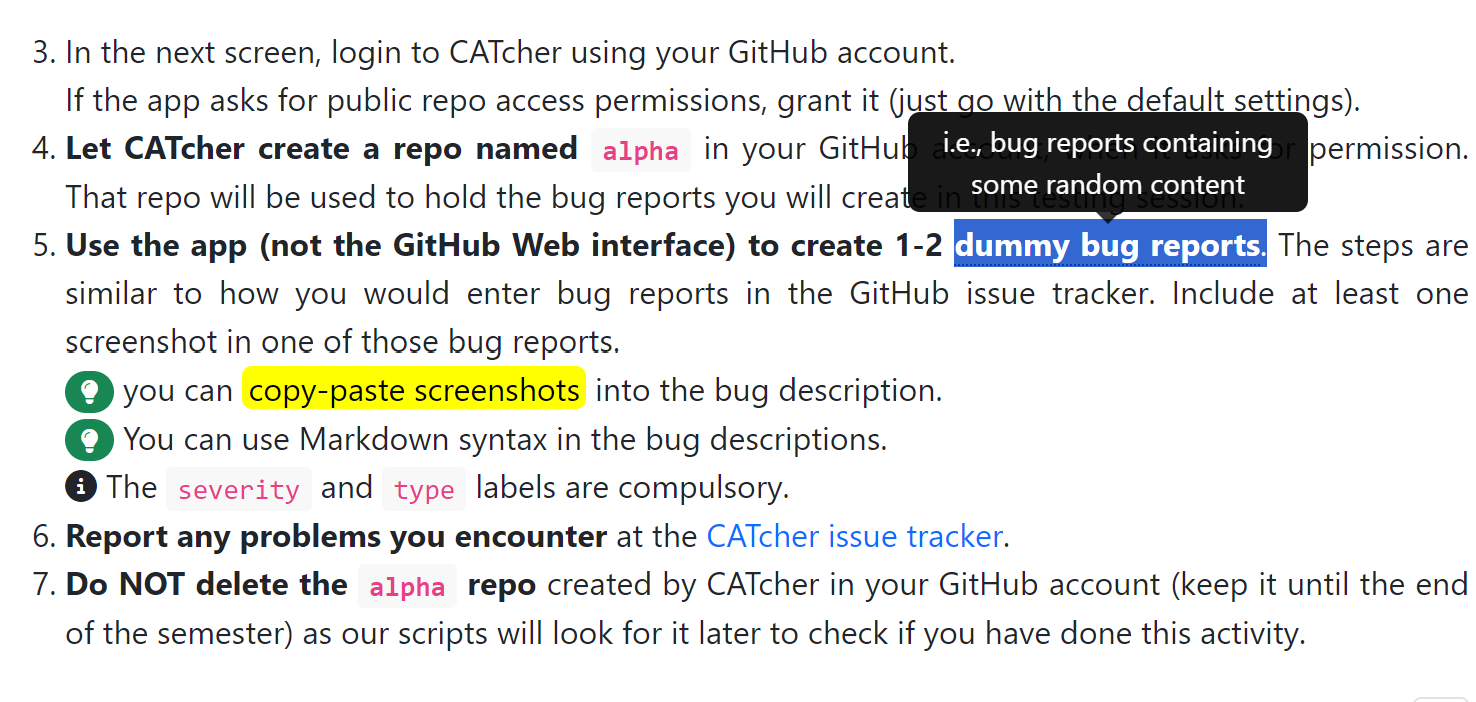 3. In the next screen, login to CATcher using your GitHub account.
If the app asks for public repo access permissions, grant it (just go with the default settings).
4. Let CATcher create a repo named alpha in your GitHub account, when it asks for permission.
That repo will be used to hold the bug reports you will create in this testing session.
i.e., bug reports containing
some random content
5. Use the app (not the GitHub Web interface) to create 1-2 dummy bug reports. The steps are
similar to how you would enter bug reports in the GitHub issue tracker. Include at least one
screenshot in one of those bug reports.
you can copy-paste screenshots into the bug description.
You can use Markdown syntax in the bug descriptions.
The severity and type labels are compulsory.
6. Report any problems you encounter at the CATcher issue tracker.
7. Do NOT delete the alpha repo created by CATcher in your GitHub account (keep it until the end
of the semester) as our scripts will look for it later to check if you have done this activity.